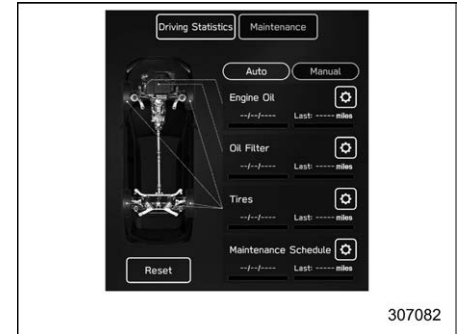 Driving Statistics Maintenance
Auto Manual
Engine Oil
--/--/---- Last: ----- miles
Oil Filter
--/--/---- Last: ----- miles
Tires
--/--/---- Last: ----- miles
Maintenance Schedule
--/--/---- Last: ----- miles
Reset
307082